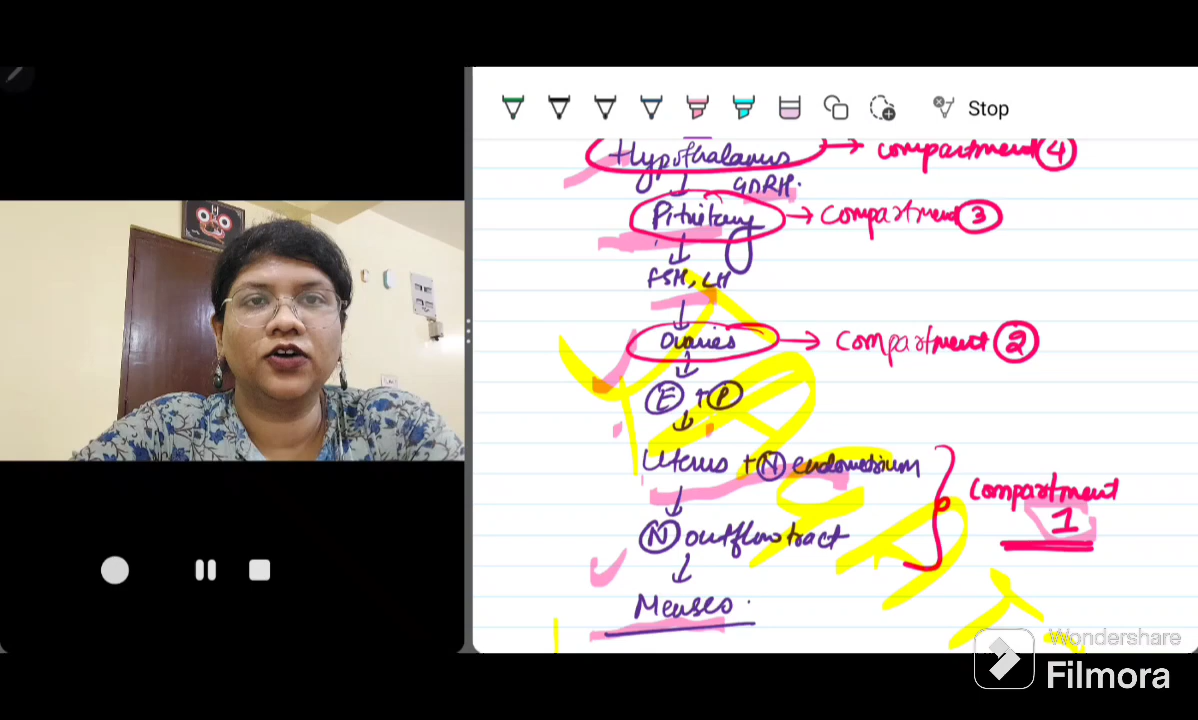 Stop
Hypothalamus → compartment 4
GnRH.
Pituitary → compartment 3
FSH, LH
Ovaries → compartment 2
E + P
Uterus + N endometrium
compartment
1
N outflow tract
Menses.
Wondershare
Filmora